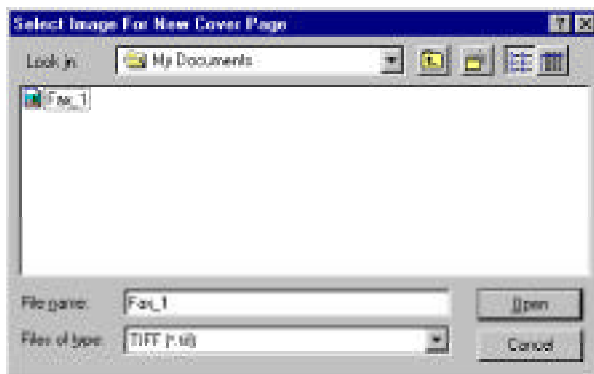 Select Image For New Cover Page
Look in: My Documents
Fax_1
File name: Fax_1 Open
Files of type: TIFF (*.tif) Cancel